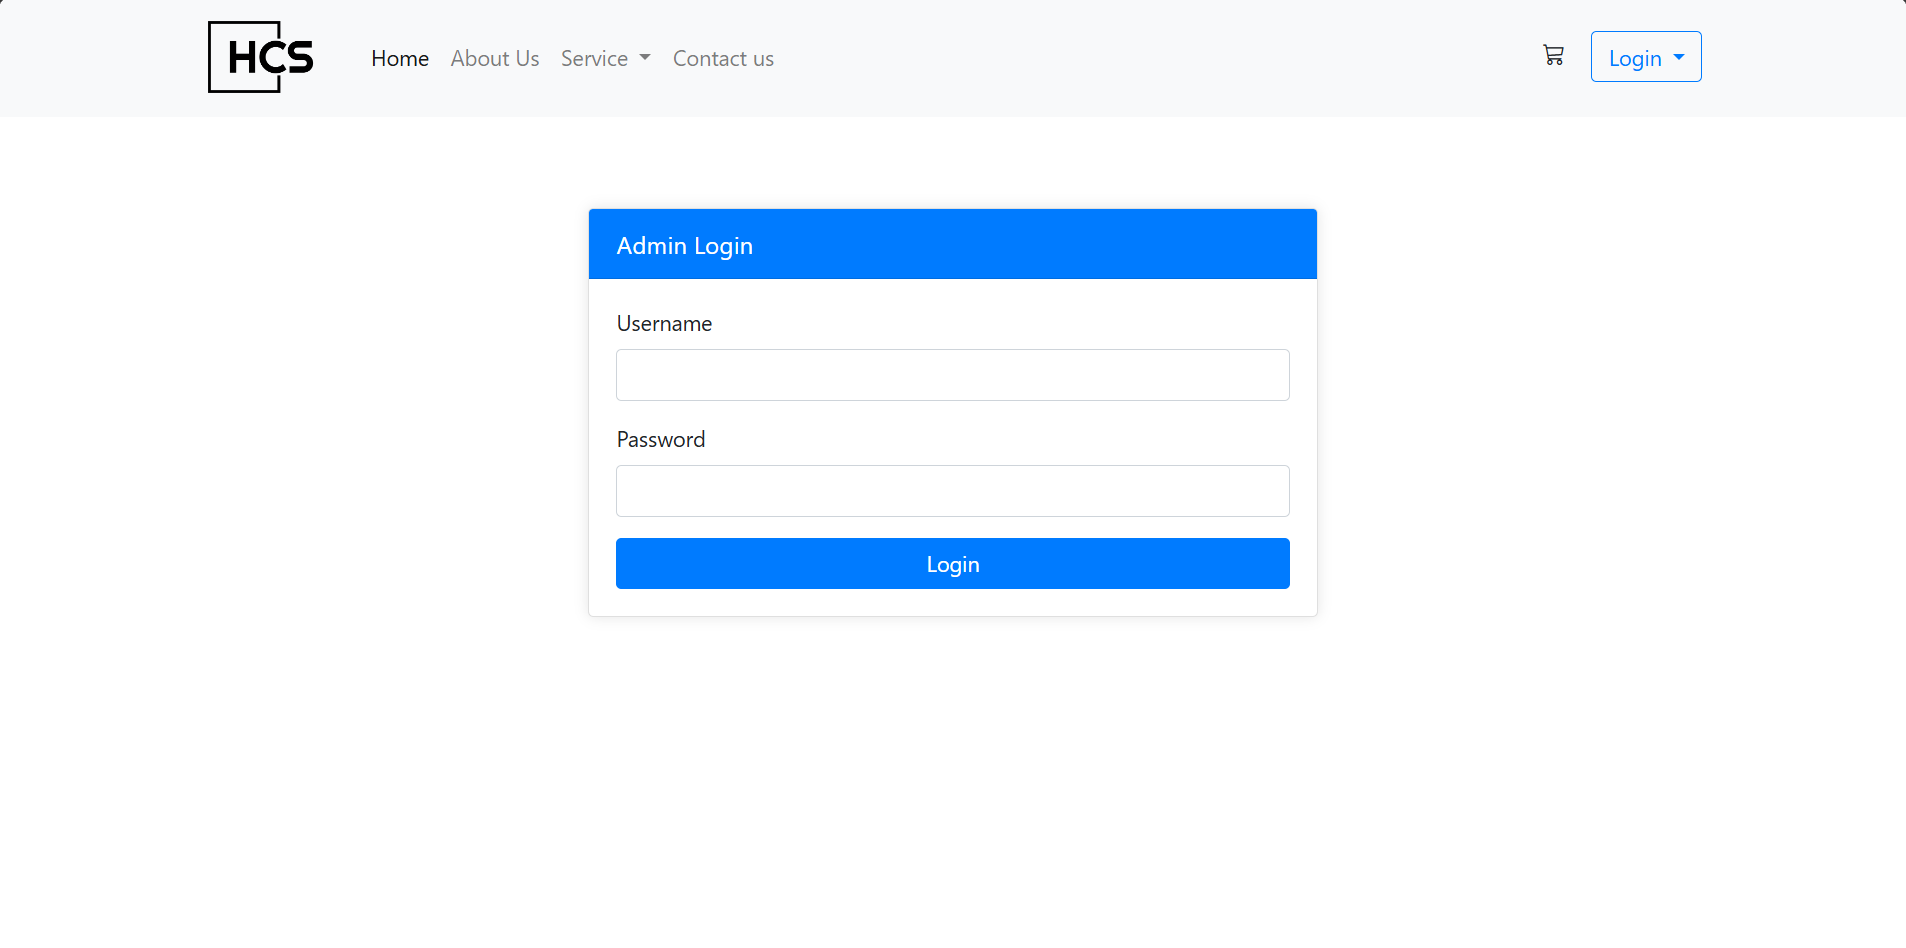 HCS
Home About Us Service Contact us
Login
Admin Login
Username
Password
Login